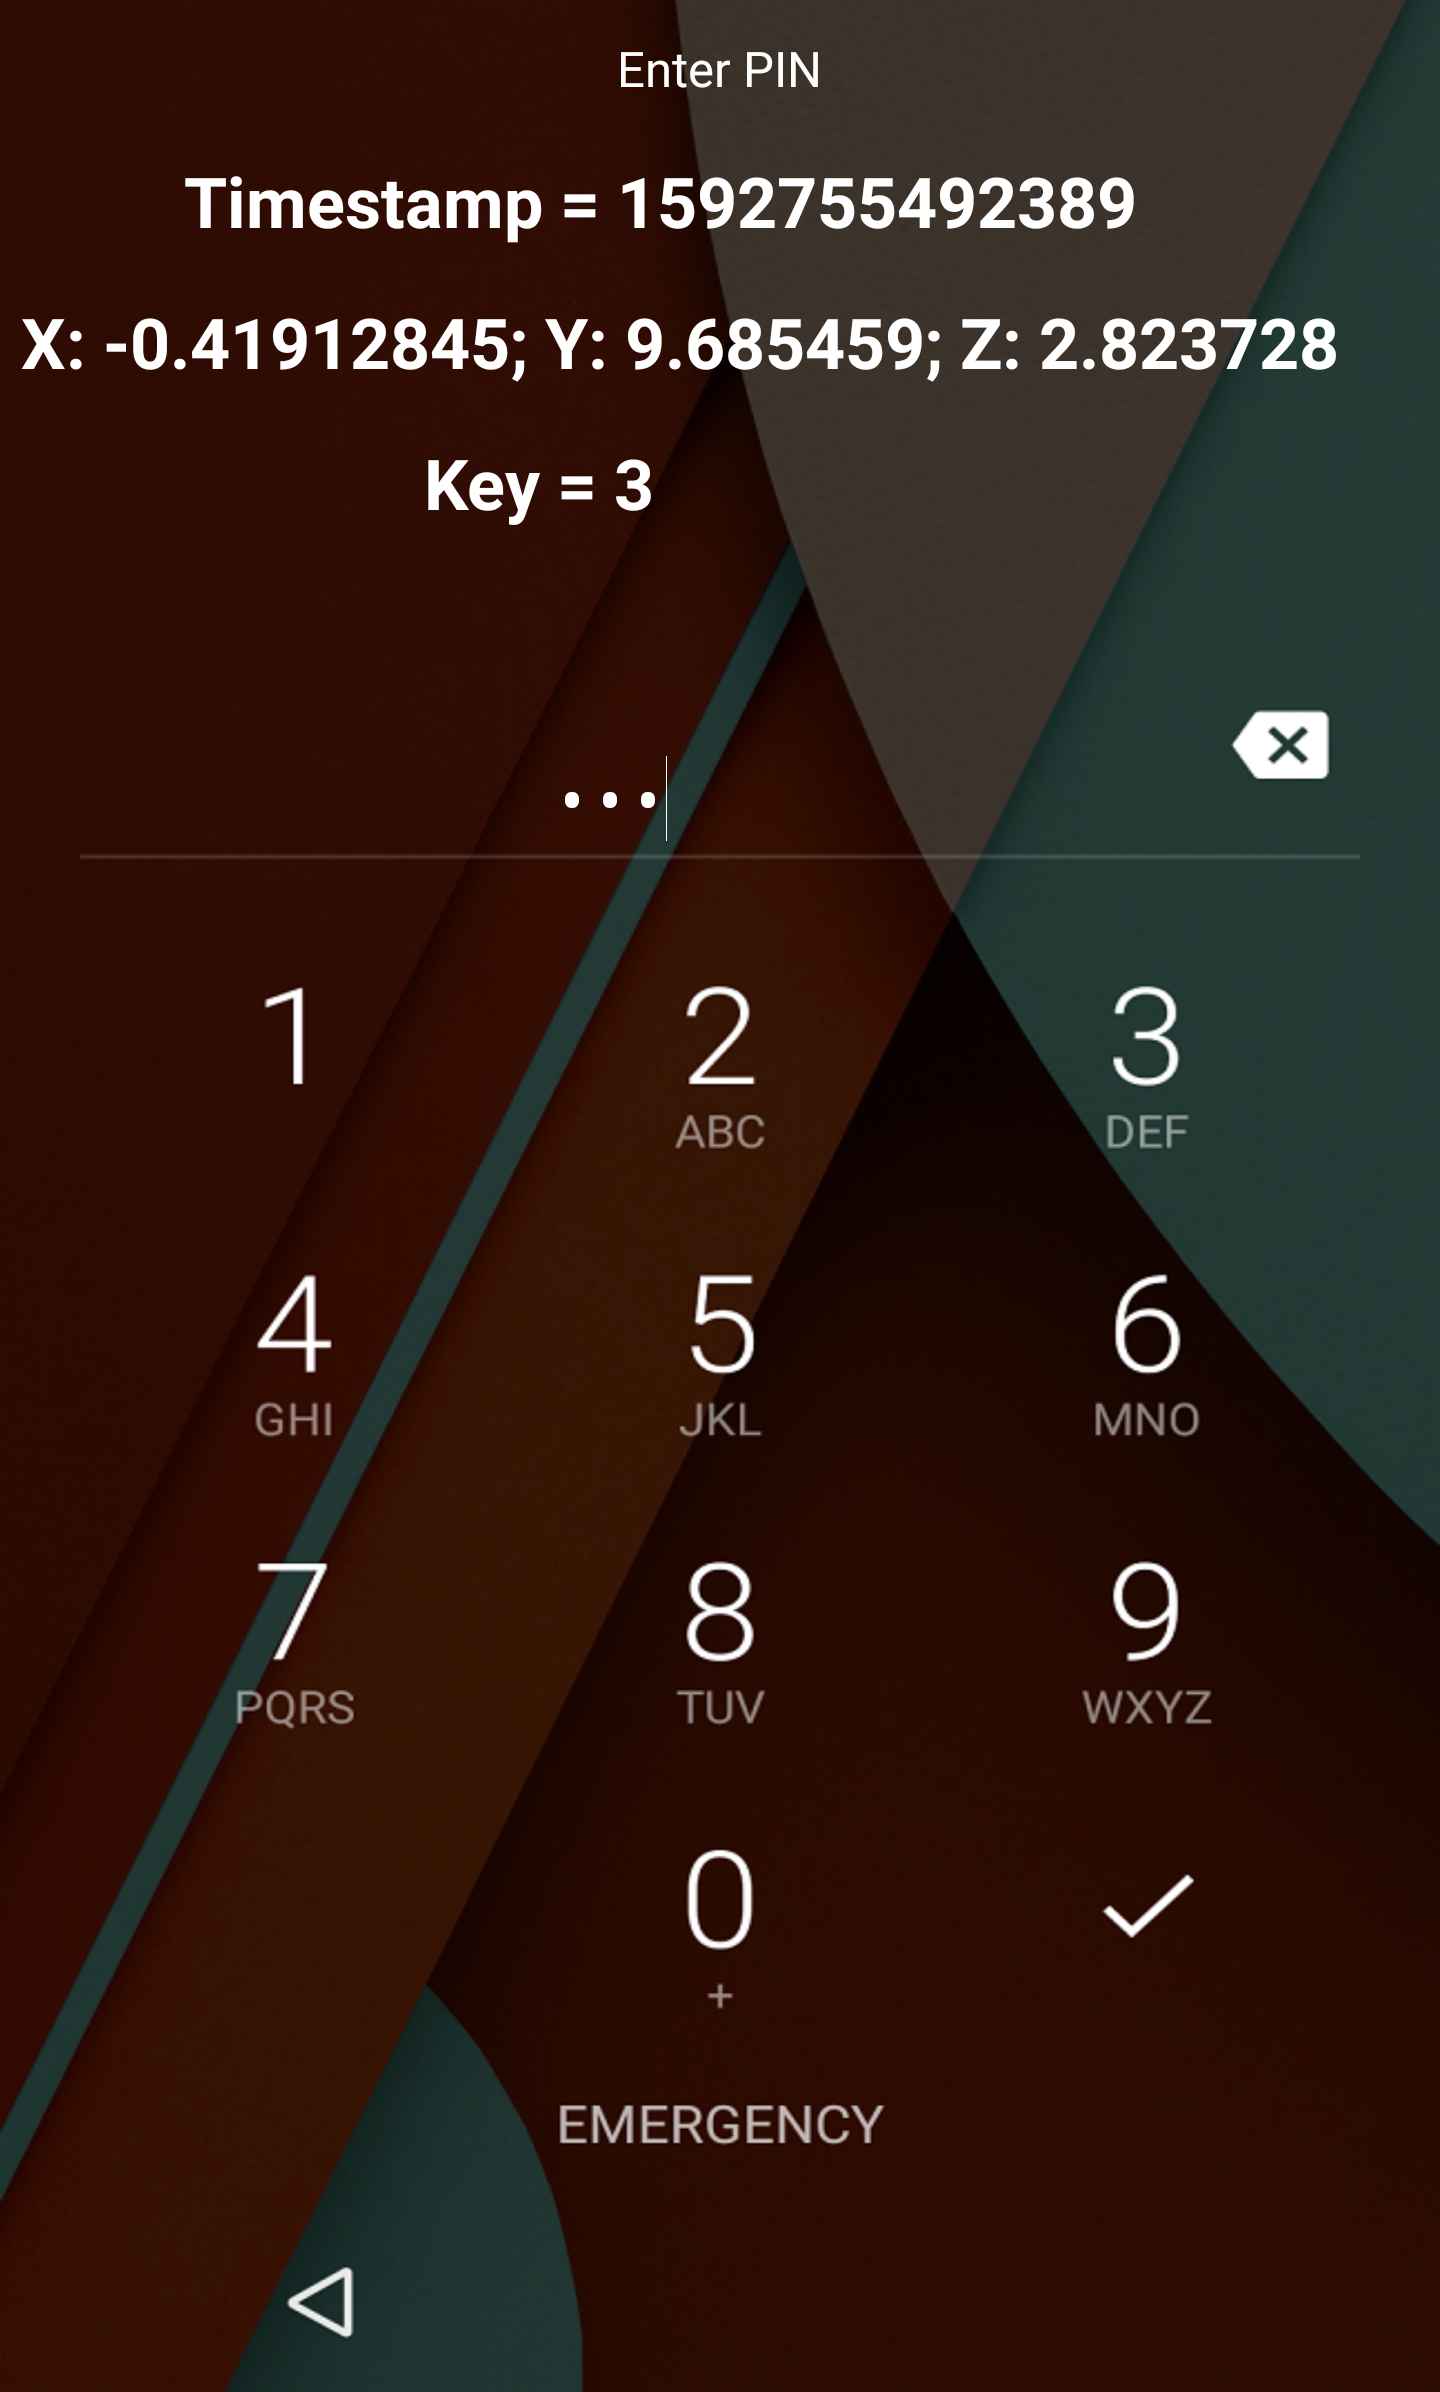 Enter PIN
Timestamp = 1592755492389
X: -0.41912845; Y: 9.685459; Z: 2.823728
Key = 3
1 2 3
ABC DEF
4 5 6
GHI JKL MNO
7 8 9
PQRS TUV WXYZ
0
+
EMERGENCY